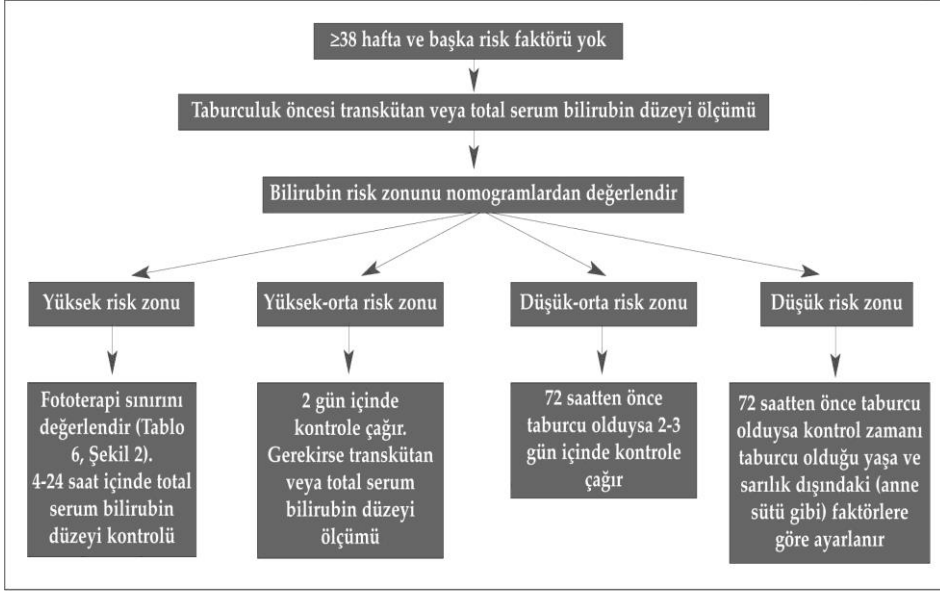 ≥38 hafta ve başka risk faktörü yok
Taburculuk öncesi transkütan veya total serum bilirubin düzeyi ölçümü
Bilirubin risk zonunu nomogramlardan değerlendir
Yüksek risk zonu
Yüksek-orta risk zonu
Düşük-orta risk zonu
Düşük risk zonu
Fototerapi sınırını
değerlendir (Tablo
6, Şekil 2).
4-24 saat içinde total
serum bilirubin
düzeyi kontrolü
2 gün içinde
kontrole çağır.
Gerekirse transkütan
veya total serum
bilirubin düzeyi
ölçümü
72 saatten önce
taburcu olduysa 2-3
gün içinde kontrole
çağır
72 saatten önce taburcu
olduysa kontrol zamanı
taburcu olduğu yaşa ve
sarılık dışındaki (anne
sütü gibi) faktörlere
göre ayarlanır